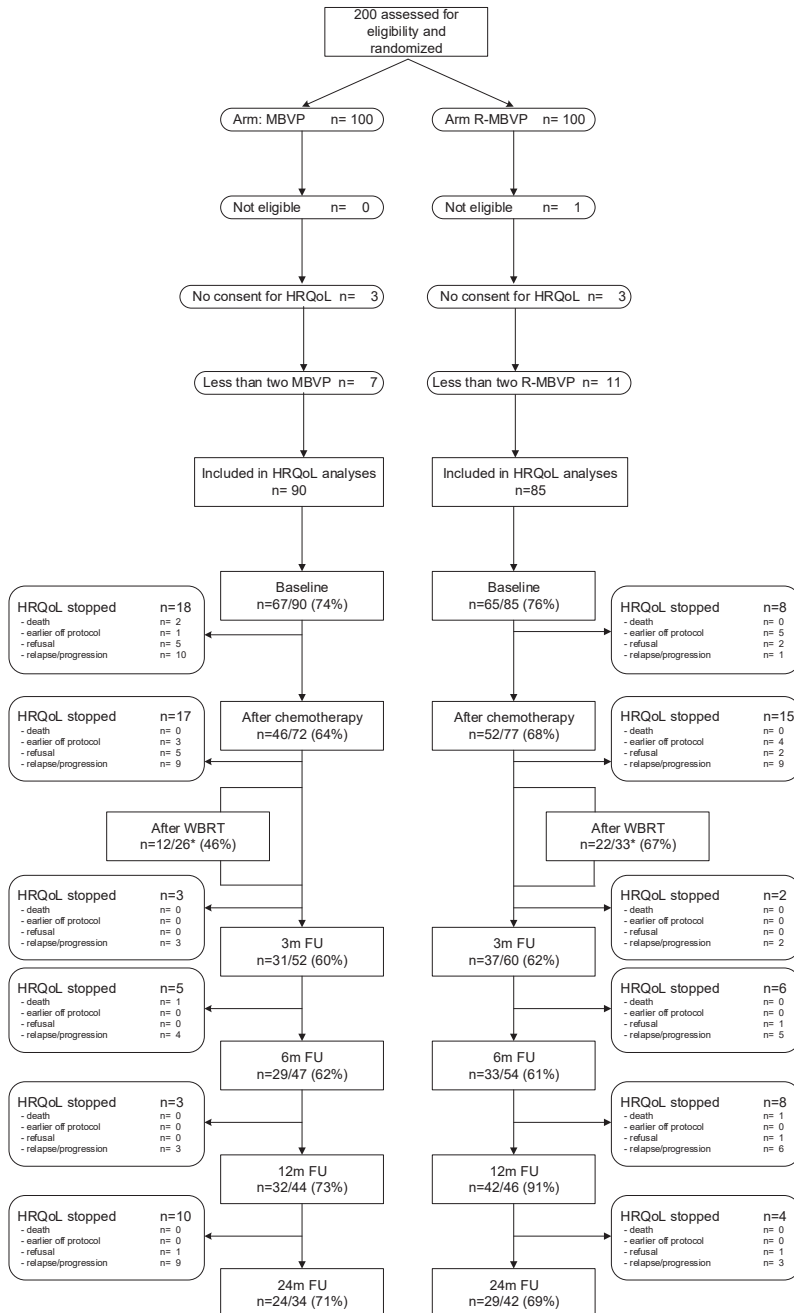 200 assessed for
eligibility and
randomized
Arm: MBVP n= 100
Arm R-MBVP n= 100
Not eligible n= 0
Not eligible n= 1
No consent for HRQoL n= 3
No consent for HRQoL n= 3
Less than two MBVP n= 7
Less than two R-MBVP n= 11
Included in HRQoL analyses
n= 90
Included in HRQoL analyses
n=85
Baseline
n=67/90 (74%)
Baseline
n=65/85 (76%)
HRQoL stopped n=18
- death n= 2
- earlier off protocol n= 1
- refusal n= 5
- relapse/progression n= 10
HRQoL stopped n=8
- death n= 0
- earlier off protocol n= 5
- refusal n= 2
- relapse/progression n= 1
After chemotherapy
n=46/72 (64%)
After chemotherapy
n=52/77 (68%)
HRQoL stopped n=17
- death n= 0
- earlier off protocol n= 3
- refusal n= 5
- relapse/progression n= 9
HRQoL stopped n=15
- death n= 0
- earlier off protocol n= 4
- refusal n= 2
- relapse/progression n= 9
After WBRT
n=12/26* (46%)
After WBRT
n=22/33* (67%)
HRQoL stopped n=3
- death n= 0
- earlier off protocol n= 0
- refusal n= 0
- relapse/progression n= 3
HRQoL stopped n=2
- death n= 0
- earlier off protocol n= 0
- refusal n= 0
- relapse/progression n= 2
3m FU
n=31/52 (60%)
3m FU
n=37/60 (62%)
HRQoL stopped n=5
- death n= 1
- earlier off protocol n= 0
- refusal n= 0
- relapse/progression n= 4
HRQoL stopped n=6
- death n= 0
- earlier off protocol n= 0
- refusal n= 1
- relapse/progression n= 5
6m FU
n=29/47 (62%)
6m FU
n=33/54 (61%)
HRQoL stopped n=3
- death n= 0
- earlier off protocol n= 0
- refusal n= 0
- relapse/progression n= 3
HRQoL stopped n=8
- death n= 1
- earlier off protocol n= 0
- refusal n= 1
- relapse/progression n= 6
12m FU
n=32/44 (73%)
12m FU
n=42/46 (91%)
HRQoL stopped n=10
- death n= 0
- earlier off protocol n= 0
- refusal n= 1
- relapse/progression n= 9
HRQoL stopped n=4
- death n= 0
- earlier off protocol n= 0
- refusal n= 1
- relapse/progression n= 3
24m FU
n=24/34 (71%)
24m FU
n=29/42 (69%)